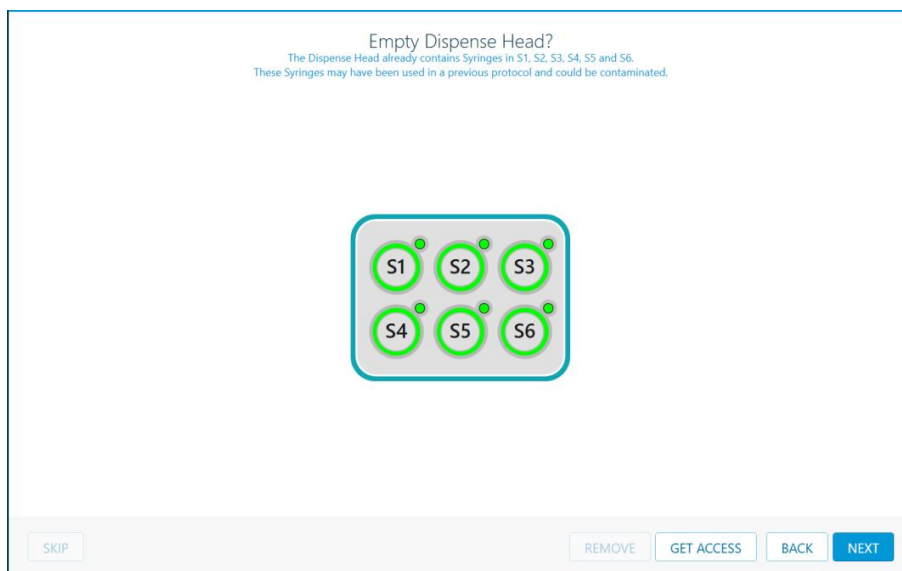 Empty Dispense Head?
The Dispense Head already contains Syringes in S1, S2, S3, S4, S5 and S6.
These Syringes may have been used in a previous protocol and could be contaminated.
S1 S2 S3
S4 S5 S6
SKIP REMOVE GET ACCESS BACK NEXT